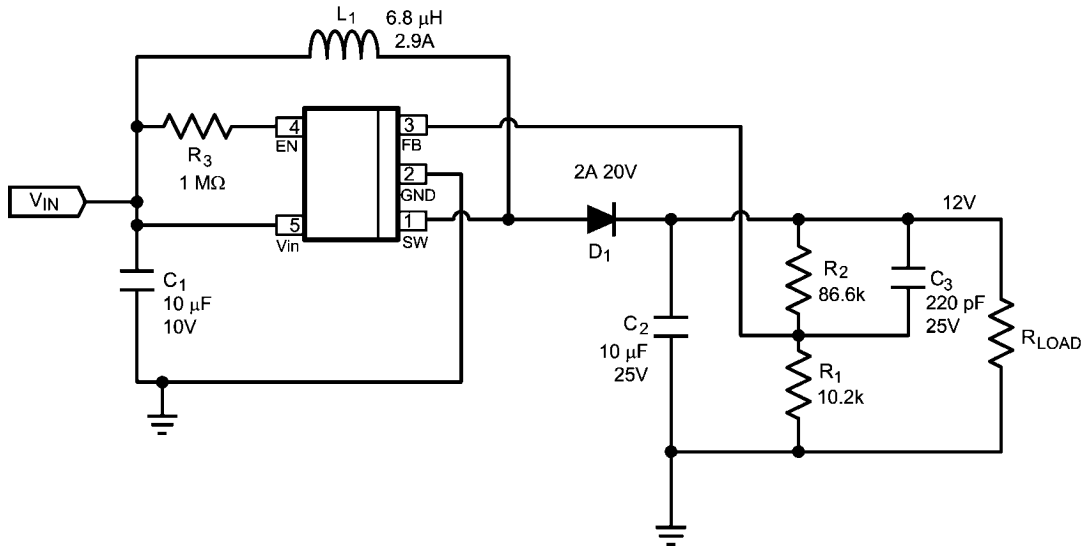 L1
6.8 μH
2.9A
4
EN
3
FB
R3
1 MΩ
2
GND
VIN
5
Vin
1
SW
2A 20V
D1
12V
C1
10 μF
10V
R2
86.6k
C3
220 pF
25V
C2
10 μF
25V
R1
10.2k
RLOAD